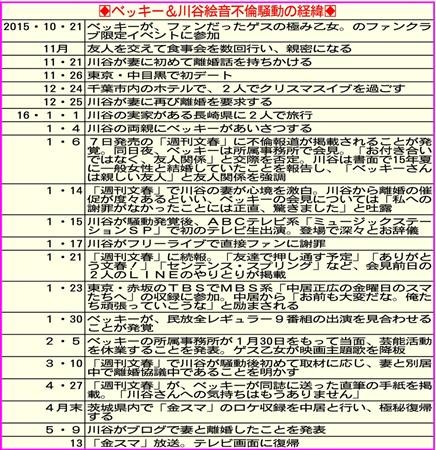 ◆ベッキー＆川谷絵音不倫騒動の経緯◆
2015・10・21 ベッキーが、ファンだったゲスの極み乙女。のファンクラ
ブ限定イベントに参加
11月 友人を交えて食事会を数回行い、親密になる
11・21 川谷が妻に初めて離婚話を持ちかける
11・26 東京・中目黒で初デート
12・24 千葉市内のホテルで、２人でクリスマスイブを過ごす
12・25 川谷が妻に再び離婚を要求する
16・1・1 川谷の実家がある長崎県に２人で旅行
1・4 川谷の両親にベッキーがあいさつする
1・6 ７日発売の「週刊文春」に不倫報道が掲載されることが発
覚。同日夜、ベッキーは所属事務所で会見。「お付き合い
ではなく、友人関係」と交際を否定。川谷は書面で15年夏
に一般女性と結婚していたことを報告し、「ベッキーさ
んは親しい友人」と友人関係を強調
1・14 「週刊文春」で川谷の妻が心境を激白。川谷から離婚の催
促が度々あるといい、ベッキーの会見については「私への
謝罪がなかったことには正直、驚きました」と吐露
1・15 川谷が騒動発覚後、ＡＢＣテレビ系「ミュージックステー
ションＳＰ」で初のテレビ生出演。登場で深々とお辞儀
1・17 川谷がフリーライブで直接ファンに謝罪
1・21 「週刊文春」に続報。「友達で押し通す予定」「ありがと
う文春！」「センテンス・スプリング」など、会見前日の
２人のＬＩＮＥのやりとりが掲載
1・23 東京・赤坂のＴＢＳでＭＢＳ系「中居正広の金曜日のスマ
たちへ」の収録に参加。中居から「お前も大変だな。俺た
ち頑張っていこうな」と励まされる
1・30 ベッキーが、民放全レギュラー９番組の出演を見合わせる
ことが発覚
2・5 ベッキーの所属事務所が１月30日をもって当面、芸能活動
を休業することを発表。ゲス乙女が映画主題歌を降板
3・10 「週刊文春」で川谷が騒動後初めて取材に応じ、妻と別居
中で離婚協議中であることを明かす
4・27 「週刊文春」が、ベッキーが同誌に送った直筆の手紙を掲
載。「川谷さんへの気持ちはもうありません」
4月末 茨城県内で「金スマ」のロケ収録を中居と行い、極秘復帰
する
5・9 川谷がブログで妻と離婚したことを発表
13 「金スマ」放送。テレビ画面に復帰